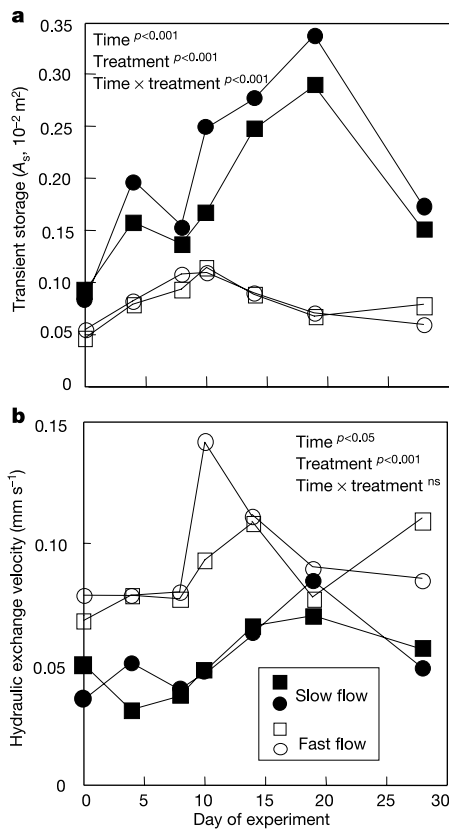 a
0.35
0.30
0.25
0.20
0.15
0.10
0.05
0
Transient storage (As, 10⁻² m²)
Time p<0.001
Treatment p<0.001
Time × treatment p<0.001
b
0.15
0.10
0.05
0
Hydraulic exchange velocity (mm s⁻¹)
Time p<0.05
Treatment p<0.001
Time × treatment ns
Slow flow
Fast flow
0 5 10 15 20 25 30
Day of experiment